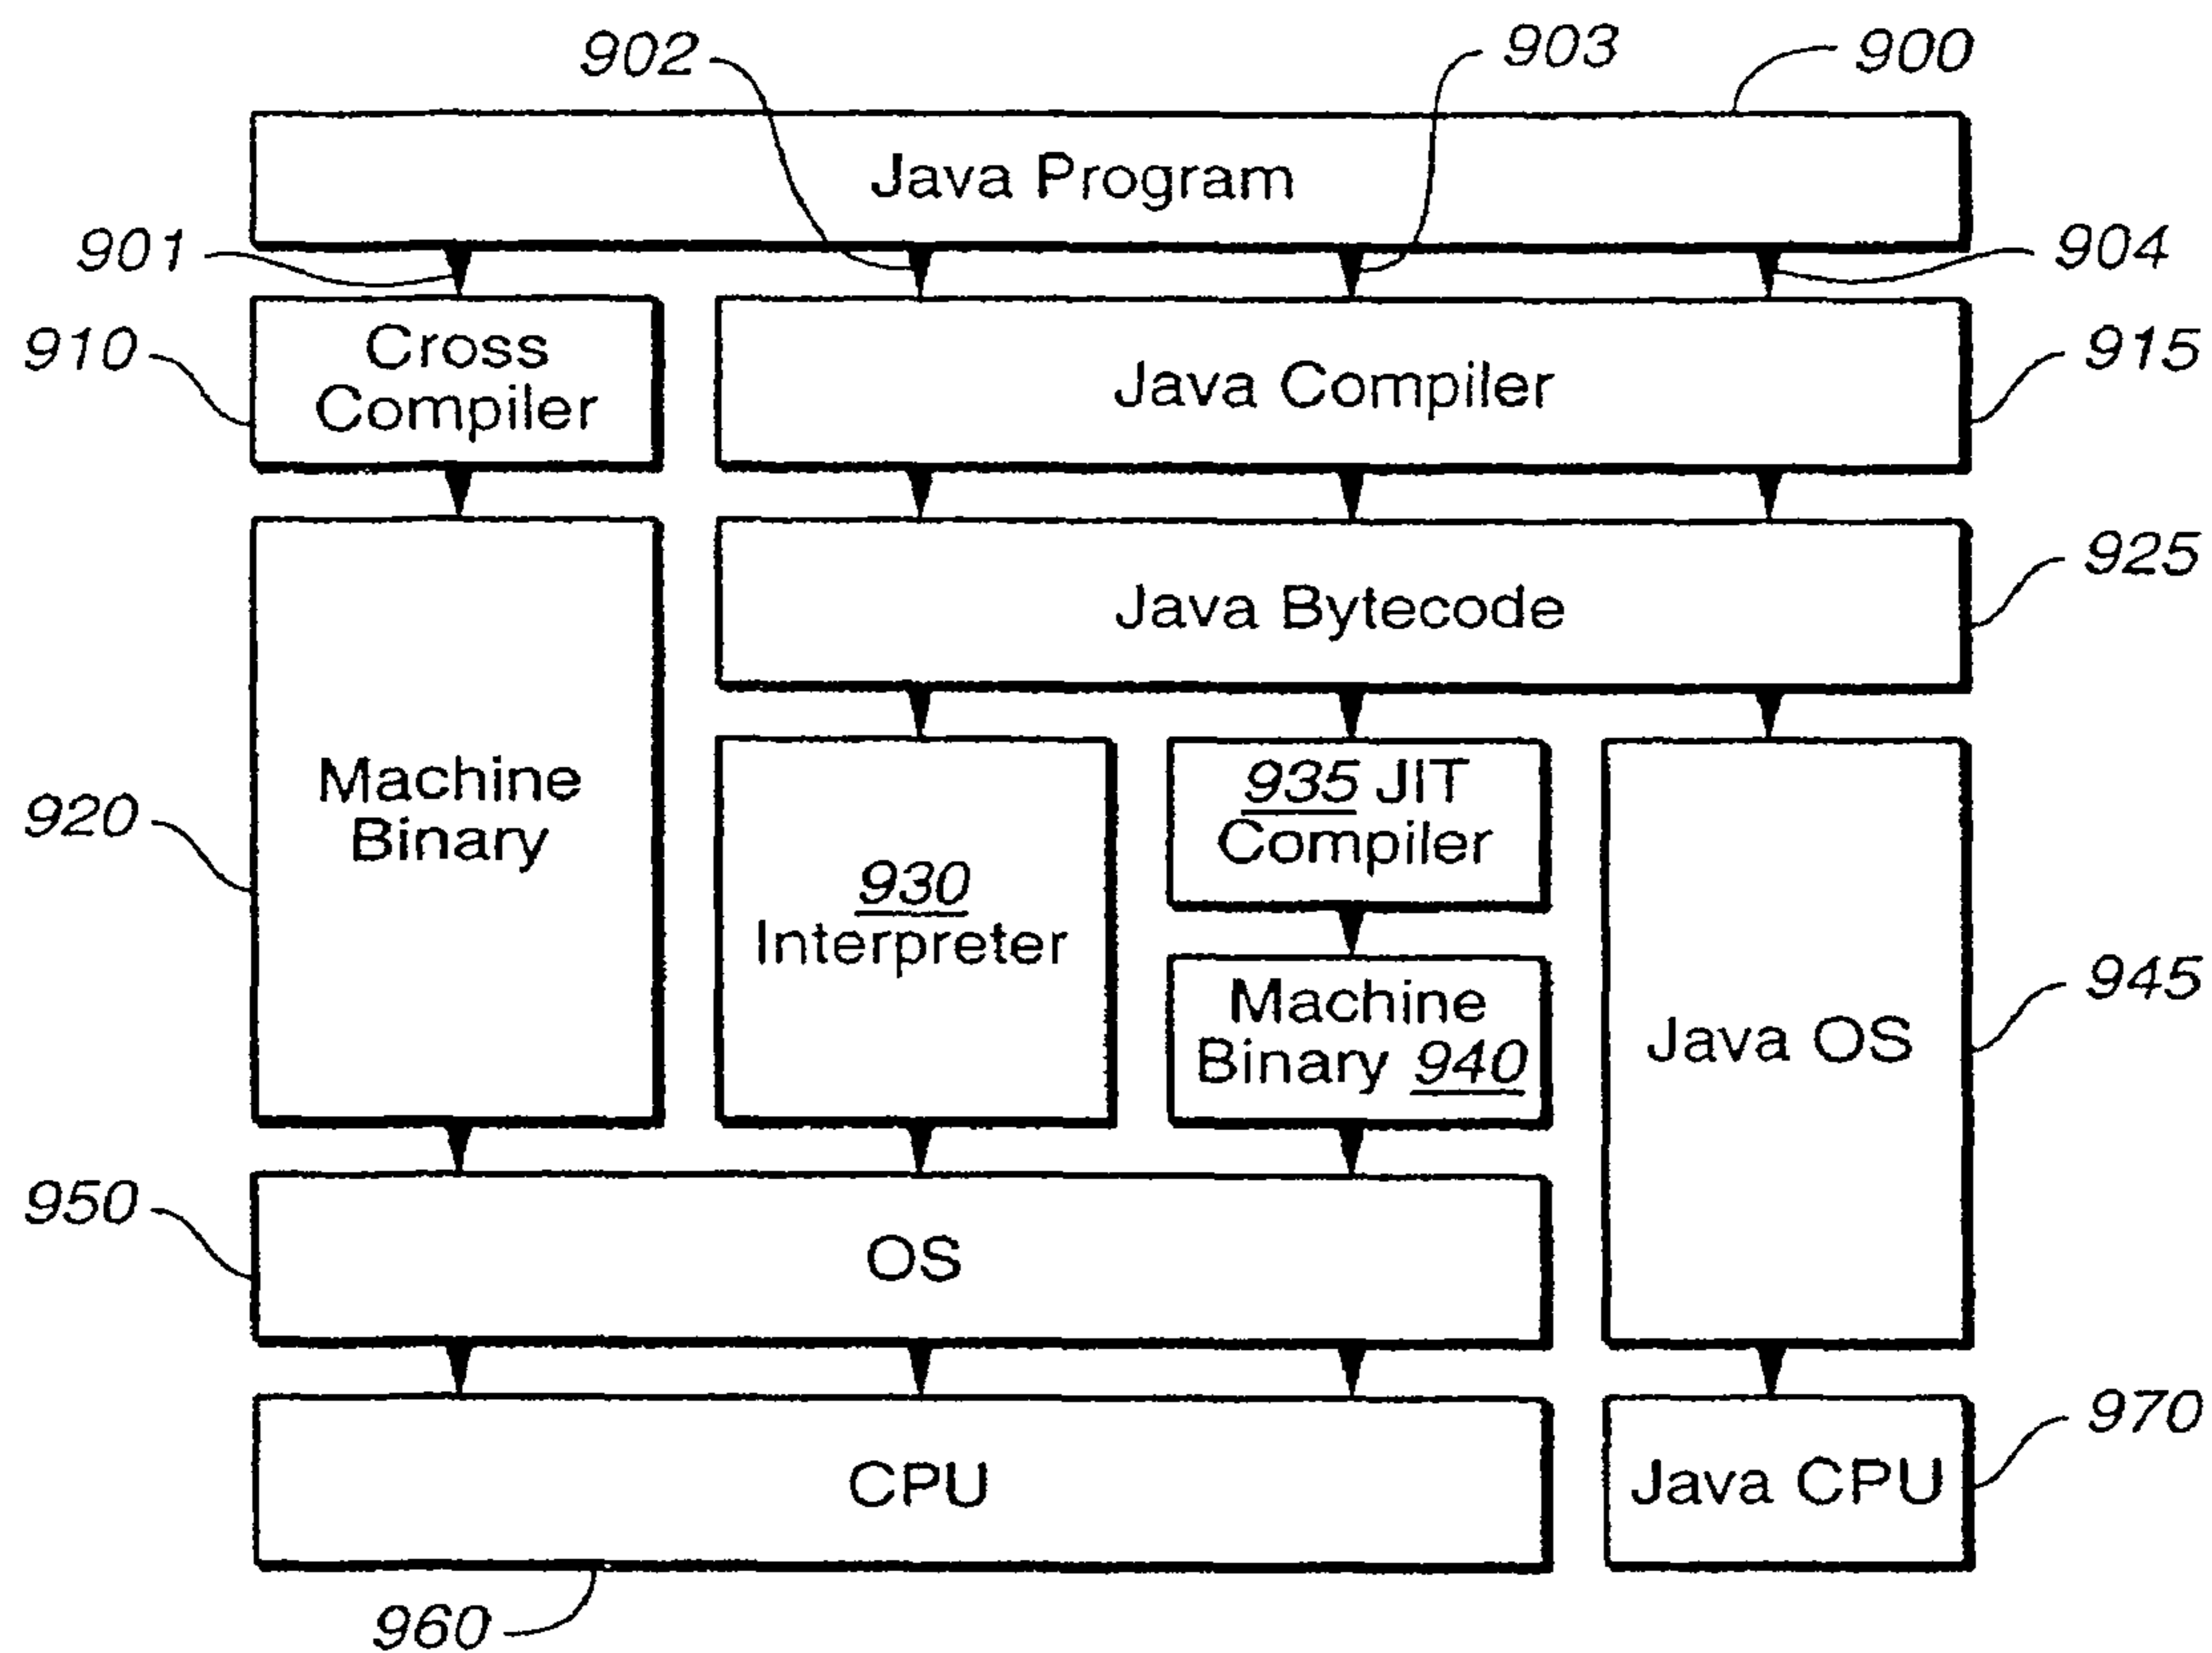 902
903
900
Java Program
901
904
910
Cross
Compiler
Java Compiler
915
Java Bytecode
925
Machine
Binary
920
930
Interpreter
935 JIT
Compiler
Machine
Binary 940
Java OS
945
950
OS
CPU
Java CPU
970
960